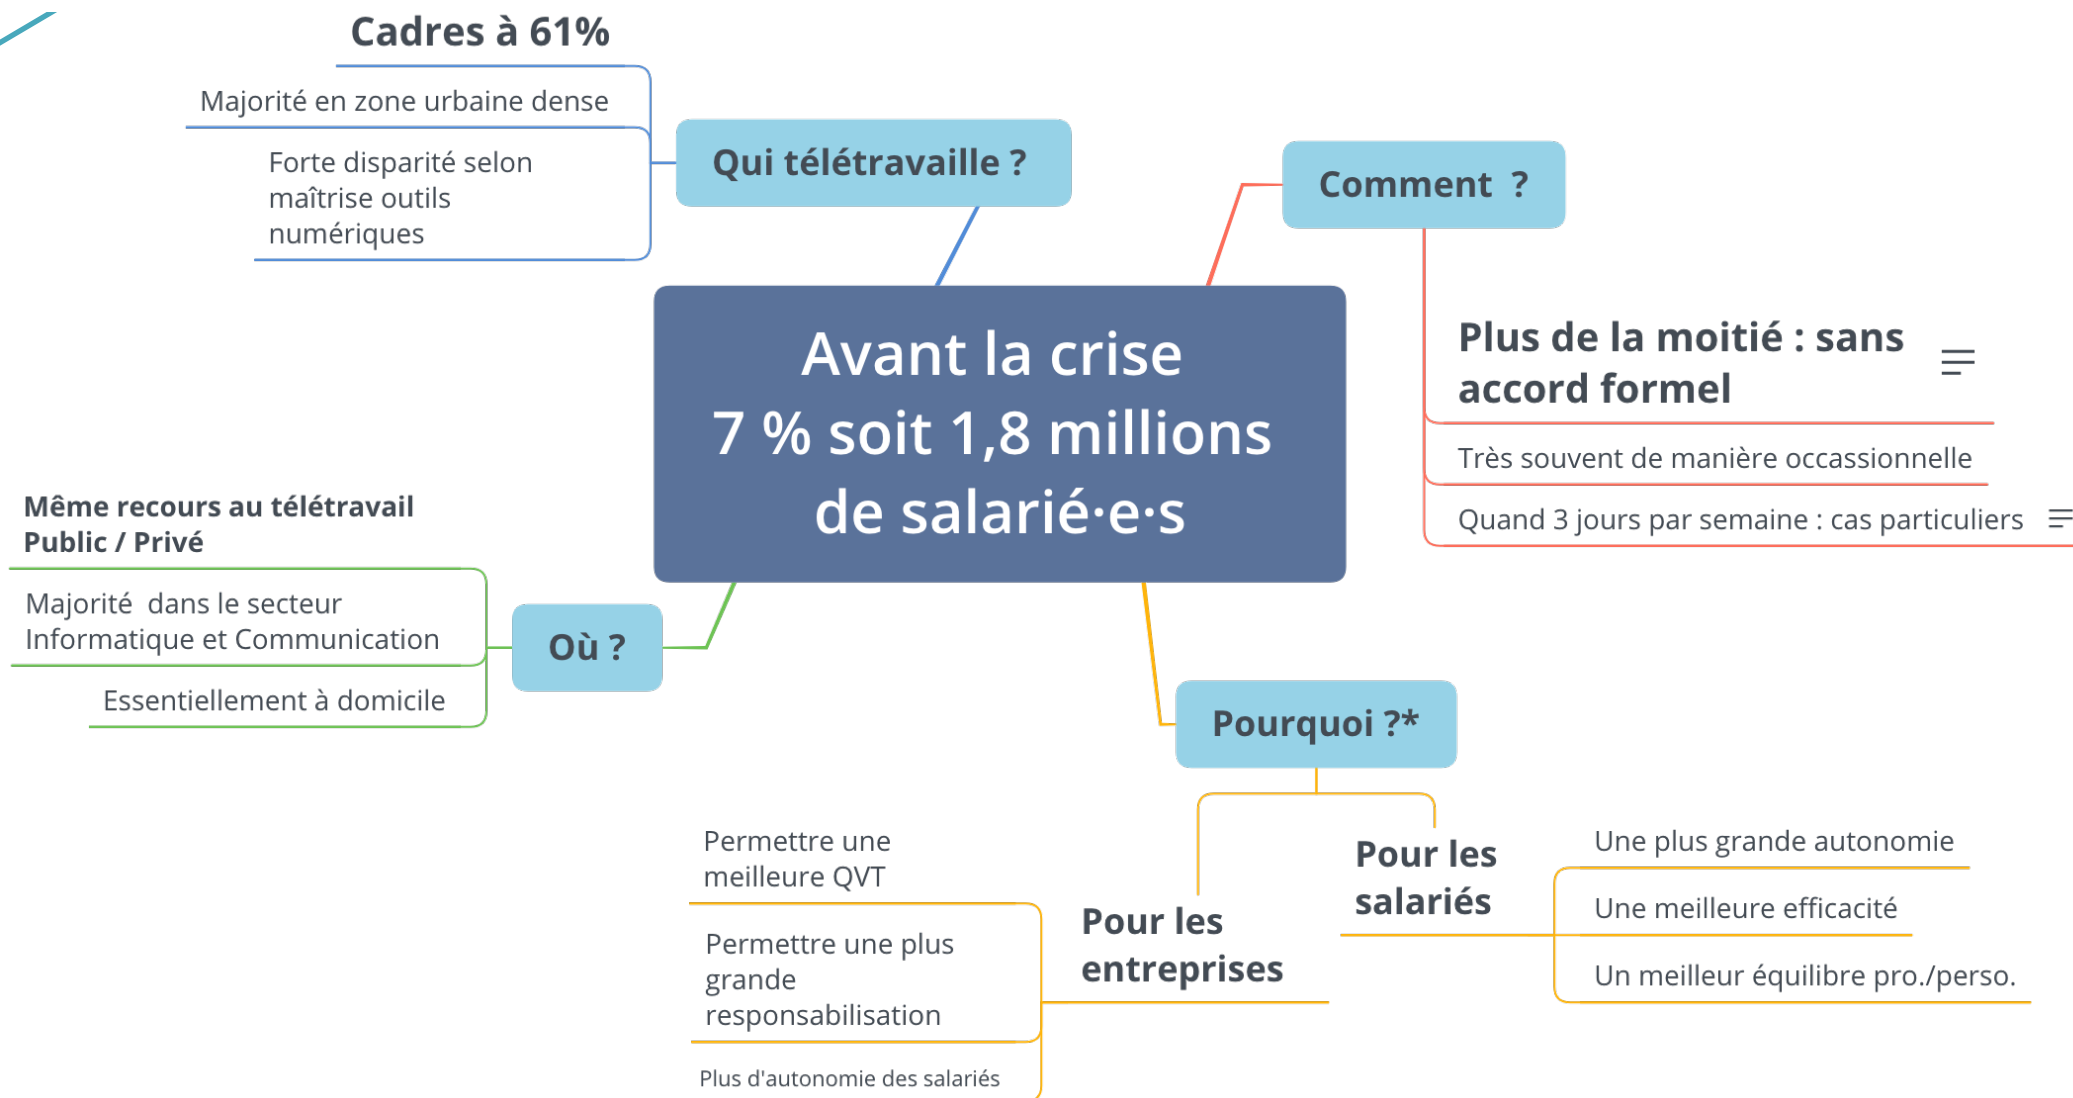 Cadres à 61%
Majorité en zone urbaine dense
Forte disparité selon
maîtrise outils
numériques
Qui télétravaille ?
Comment  ?
Plus de la moitié : sans
accord formel
Très souvent de manière occassionnelle
Quand 3 jours par semaine : cas particuliers
Avant la crise
7 % soit 1,8 millions
de salarié·e·s
Même recours au télétravail
Public / Privé
Majorité  dans le secteur
Informatique et Communication
Essentiellement à domicile
Où ?
Pourquoi ?*
Permettre une
meilleure QVT
Permettre une plus
grande
responsabilisation
Plus d'autonomie des salariés
Pour les
entreprises
Pour les
salariés
Une plus grande autonomie
Une meilleure efficacité
Un meilleur équilibre pro./perso.